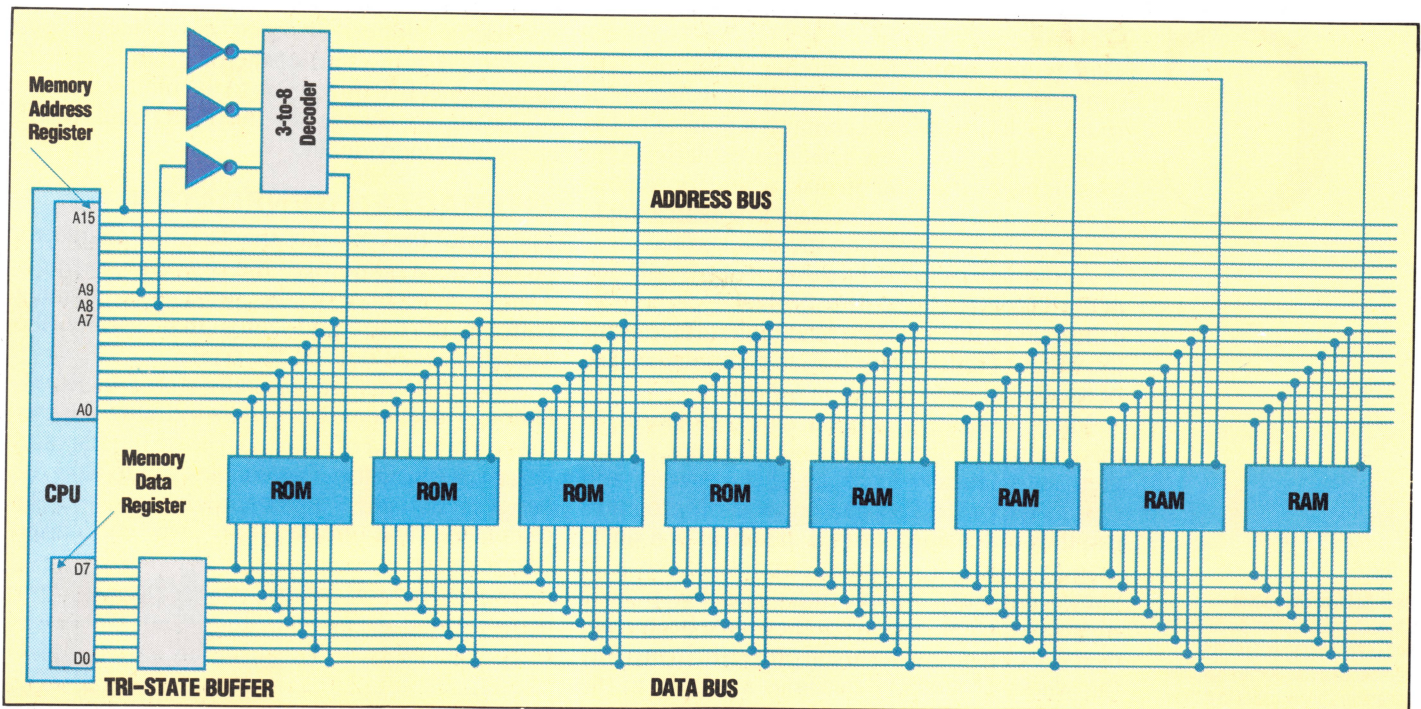 Memory
Address
Register
3-to-8
Decoder
ADDRESS BUS
A15
A9
A8
A7
A0
CPU
Memory
Data
Register
ROM
ROM
ROM
ROM
RAM
RAM
RAM
RAM
D7
D0
TRI-STATE BUFFER
DATA BUS